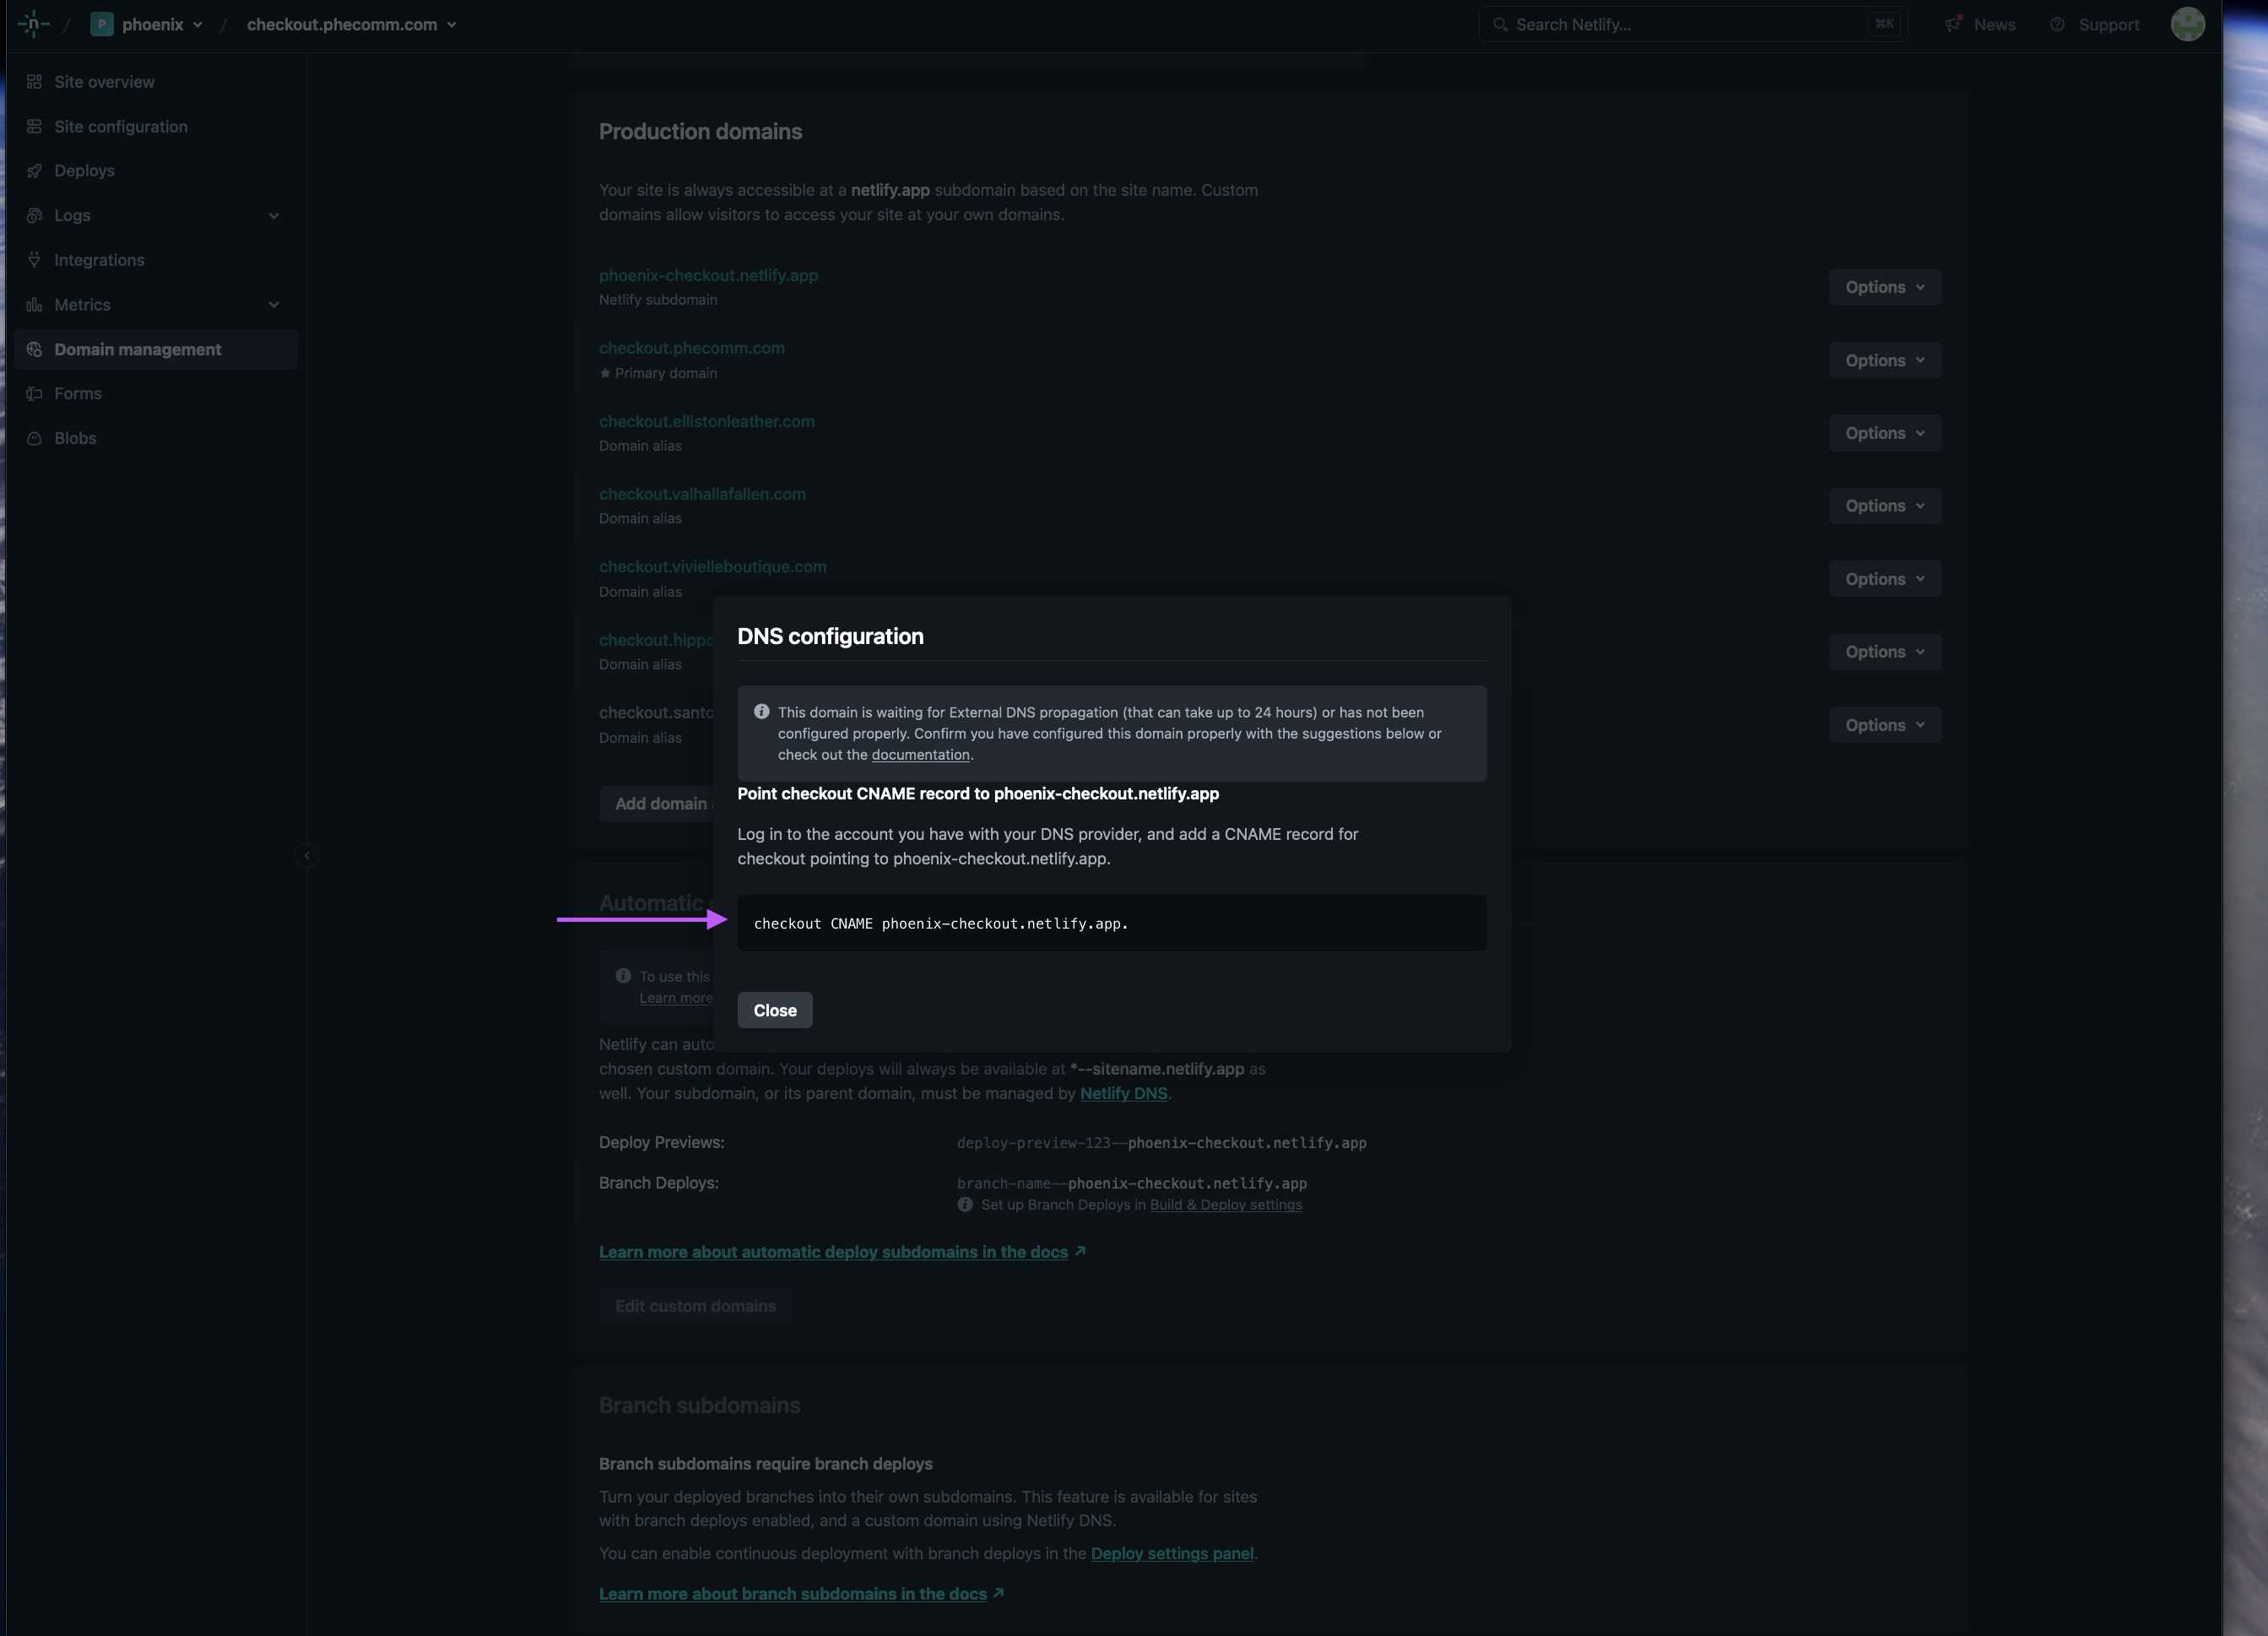 n / P phoenix / checkout.phecomm.com
Search Netlify... ⌘K
News
Support
Site overview
Site configuration
Deploys
Logs
Integrations
Metrics
Domain management
Forms
Blobs
Production domains
Your site is always accessible at a netlify.app subdomain based on the site name. Custom
domains allow visitors to access your site at your own domains.
phoenix-checkout.netlify.app
Netlify subdomain
Options
checkout.phecomm.com
★ Primary domain
Options
checkout.ellistonleather.com
Domain alias
Options
checkout.valhallafallen.com
Domain alias
Options
checkout.vivielleboutique.com
Domain alias
Options
checkout.hippo
Domain alias
Options
checkout.santo
Domain alias
Options
Add domain a
DNS configuration
This domain is waiting for External DNS propagation (that can take up to 24 hours) or has not been
configured properly. Confirm you have configured this domain properly with the suggestions below or
check out the documentation.
Point checkout CNAME record to phoenix-checkout.netlify.app
Log in to the account you have with your DNS provider, and add a CNAME record for
checkout pointing to phoenix-checkout.netlify.app.
checkout CNAME phoenix-checkout.netlify.app.
Close
Automatic
To use this
Learn more
Netlify can auto
chosen custom domain. Your deploys will always be available at *--sitename.netlify.app as
well. Your subdomain, or its parent domain, must be managed by Netlify DNS.
Deploy Previews: deploy-preview-123--phoenix-checkout.netlify.app
Branch Deploys: branch-name--phoenix-checkout.netlify.app
Set up Branch Deploys in Build & Deploy settings
Learn more about automatic deploy subdomains in the docs ↗
Edit custom domains
Branch subdomains
Branch subdomains require branch deploys
Turn your deployed branches into their own subdomains. This feature is available for sites
with branch deploys enabled, and a custom domain using Netlify DNS.
You can enable continuous deployment with branch deploys in the Deploy settings panel.
Learn more about branch subdomains in the docs ↗